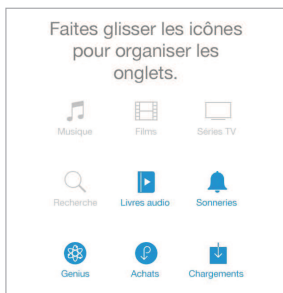 Faites glisser les icônes
pour organiser les
onglets.
Musique Films Séries TV
Recherche Livres audio Sonneries
Genius Achats Chargements